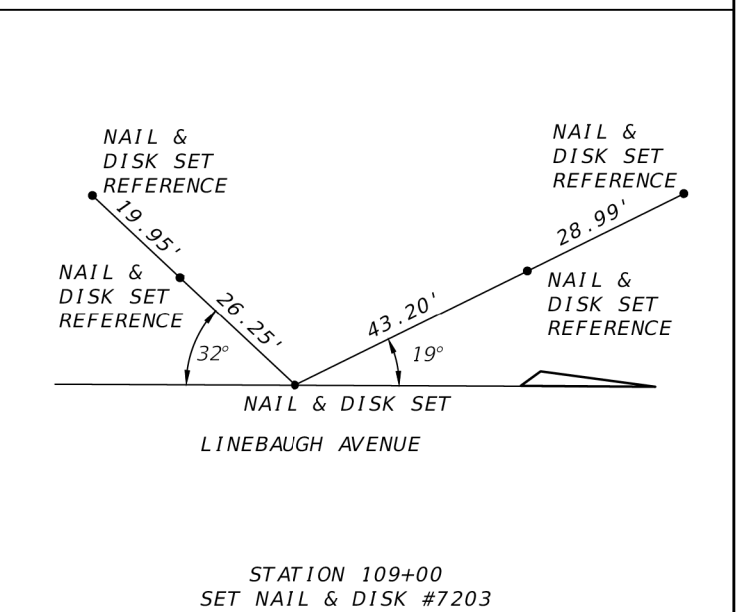 NAIL &
DISK SET
REFERENCE
NAIL &
DISK SET
REFERENCE
19.95'
28.99'
NAIL &
DISK SET
REFERENCE
NAIL &
DISK SET
REFERENCE
26.25'
43.20'
32°
19°
NAIL & DISK SET
LINEBAUGH AVENUE
STATION 109+00
SET NAIL & DISK #7203